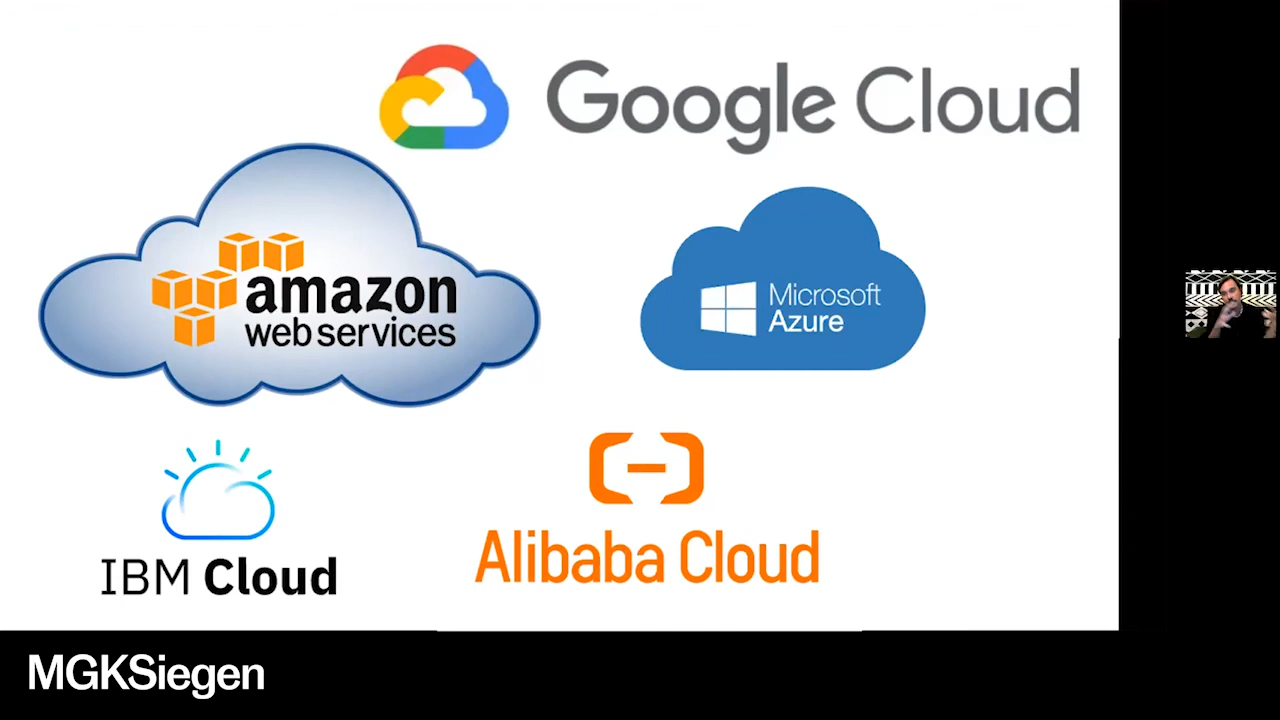 Google Cloud
amazon
web services
Microsoft
Azure
IBM Cloud
Alibaba Cloud
MGKSiegen